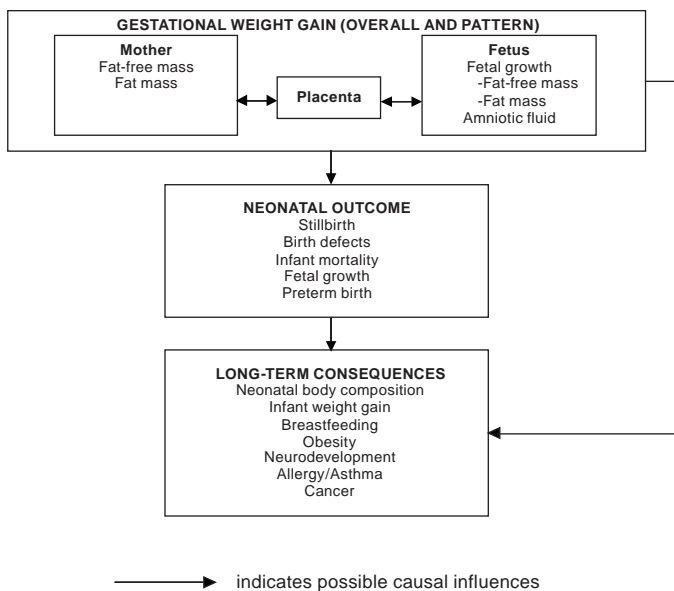 GESTATIONAL WEIGHT GAIN (OVERALL AND PATTERN)
Mother
Fat-free mass
Fat mass
Placenta
Fetus
Fetal growth
-Fat-free mass
-Fat mass
Amniotic fluid
NEONATAL OUTCOME
Stillbirth
Birth defects
Infant mortality
Fetal growth
Preterm birth
LONG-TERM CONSEQUENCES
Neonatal body composition
Infant weight gain
Breastfeeding
Obesity
Neurodevelopment
Allergy/Asthma
Cancer
indicates possible causal influences